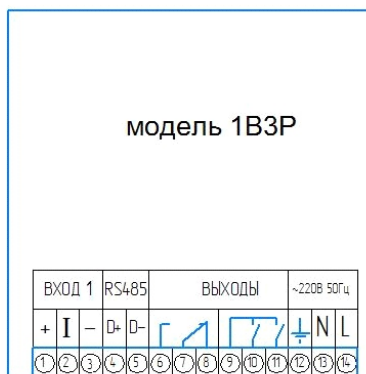 модель 1В3Р
ВХОД 1 RS485 ВЫХОДЫ ~220В 50Гц
+ I − D+ D− N L
1 2 3 4 5 6 7 8 9 10 11 12 13 14